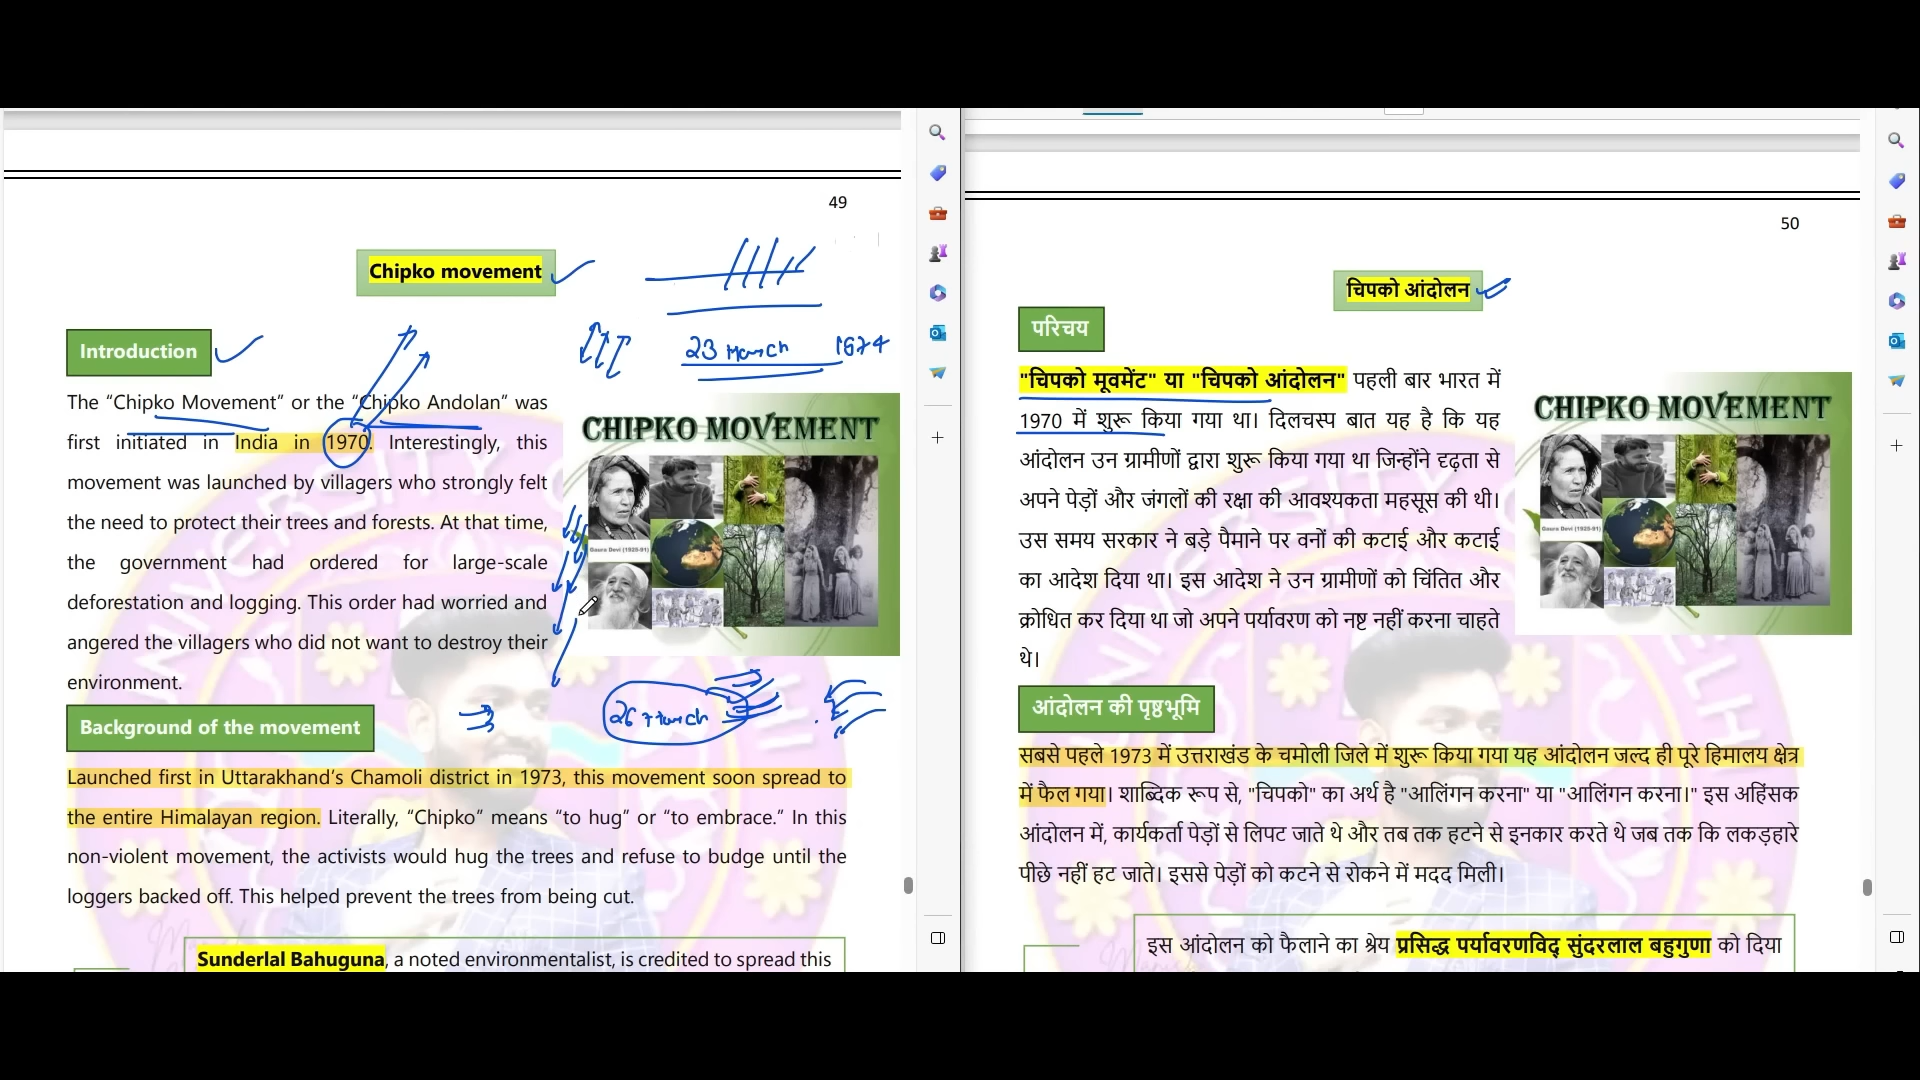 49
Chipko movement
Introduction
23 March 1974
The “Chipko Movement” or the “Chipko Andolan” was
first initiated in India in 1970. Interestingly, this
movement was launched by villagers who strongly felt
the need to protect their trees and forests. At that time,
the government had ordered for large-scale
deforestation and logging. This order had worried and
angered the villagers who did not want to destroy their
environment.
CHIPKO MOVEMENT
Gaura Devi (1925-91)
26 March
Background of the movement
Launched first in Uttarakhand’s Chamoli district in 1973, this movement soon spread to
the entire Himalayan region. Literally, “Chipko” means “to hug” or “to embrace.” In this
non-violent movement, the activists would hug the trees and refuse to budge until the
loggers backed off. This helped prevent the trees from being cut.
Sunderlal Bahuguna, a noted environmentalist, is credited to spread this
50
चिपको आंदोलन
परिचय
"चिपको मूवमेंट" या "चिपको आंदोलन" पहली बार भारत में
1970 में शुरू किया गया था। दिलचस्प बात यह है कि यह
आंदोलन उन ग्रामीणों द्वारा शुरू किया गया था जिन्होंने दृढ़ता से
अपने पेड़ों और जंगलों की रक्षा की आवश्यकता महसूस की थी।
उस समय सरकार ने बड़े पैमाने पर वनों की कटाई और कटाई
का आदेश दिया था। इस आदेश ने उन ग्रामीणों को चिंतित और
क्रोधित कर दिया था जो अपने पर्यावरण को नष्ट नहीं करना चाहते
थे।
CHIPKO MOVEMENT
Gaura Devi (1925-91)
आंदोलन की पृष्ठभूमि
सबसे पहले 1973 में उत्तराखंड के चमोली जिले में शुरू किया गया यह आंदोलन जल्द ही पूरे हिमालय क्षेत्र
में फैल गया। शाब्दिक रूप से, "चिपको" का अर्थ है "आलिंगन करना" या "आलिंगन करना।" इस अहिंसक
आंदोलन में, कार्यकर्ता पेड़ों से लिपट जाते थे और तब तक हटने से इनकार करते थे जब तक कि लकड़हारे
पीछे नहीं हट जाते। इससे पेड़ों को कटने से रोकने में मदद मिली।
इस आंदोलन को फैलाने का श्रेय प्रसिद्ध पर्यावरणविद् सुंदरलाल बहुगुणा को दिया